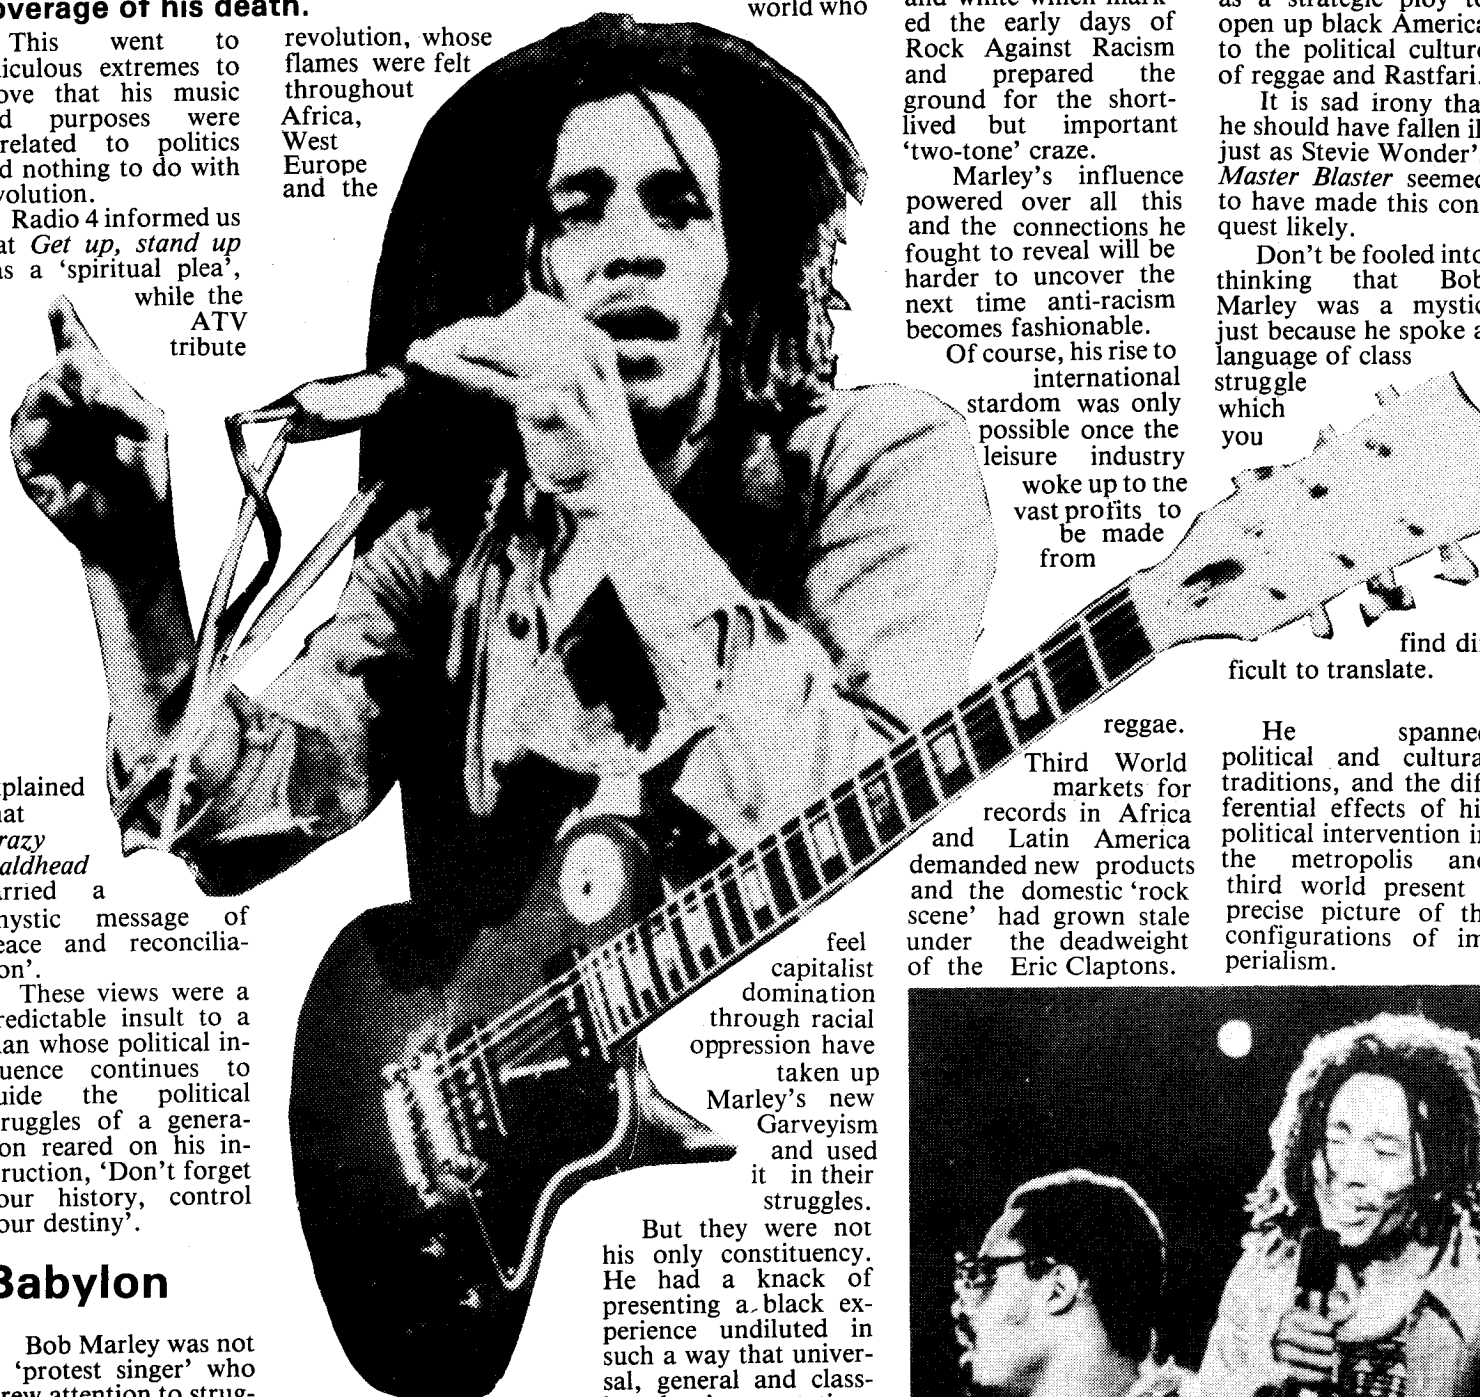 overage of his death.
This went to
iculous extremes to
ove that his music
d purposes were
related to politics
d nothing to do with
volution.
Radio 4 informed us
at Get up, stand up
as a ‘spiritual plea’,
while the
ATV
tribute
plained
hat
razy
aldhead
arried a
mystic message of
eace and reconcilia-
on’.
These views were a
redictable insult to a
an whose political in-
uence continues to
uide the political
ruggles of a genera-
on reared on his in-
ruction, ‘Don’t forget
our history, control
our destiny’.
Babylon
Bob Marley was not
‘protest singer’ who
rew attention to strug-
revolution, whose
flames were felt
throughout
Africa,
West
Europe
and the
world who
feel
capitalist
domination
through racial
oppression have
taken up
Marley’s new
Garveyism
and used
it in their
struggles.
But they were not
his only constituency.
He had a knack of
presenting a black ex-
perience undiluted in
such a way that univer-
sal, general and class-
and white which mark-
ed the early days of
Rock Against Racism
and prepared the
ground for the short-
lived but important
‘two-tone’ craze.
Marley’s influence
powered over all this
and the connections he
fought to reveal will be
harder to uncover the
next time anti-racism
becomes fashionable.
Of course, his rise to
international
stardom was only
possible once the
leisure industry
woke up to the
vast profits to
be made
from
reggae.
Third World
markets for
records in Africa
and Latin America
demanded new products
and the domestic ‘rock
scene’ had grown stale
under the deadweight
of the Eric Claptons.
as a strategic ploy to
open up black America
to the political culture
of reggae and Rastfari.
It is sad irony tha
he should have fallen il
just as Stevie Wonder’s
Master Blaster seemed
to have made this con
quest likely.
Don’t be fooled into
thinking that Bob
Marley was a mystic
just because he spoke a
language of class
struggle
which
you
find di
ficult to translate.
He spanned
political and cultura
traditions, and the dif
ferential effects of hi
political intervention in
the metropolis and
third world present
precise picture of th
configurations of im
perialism.